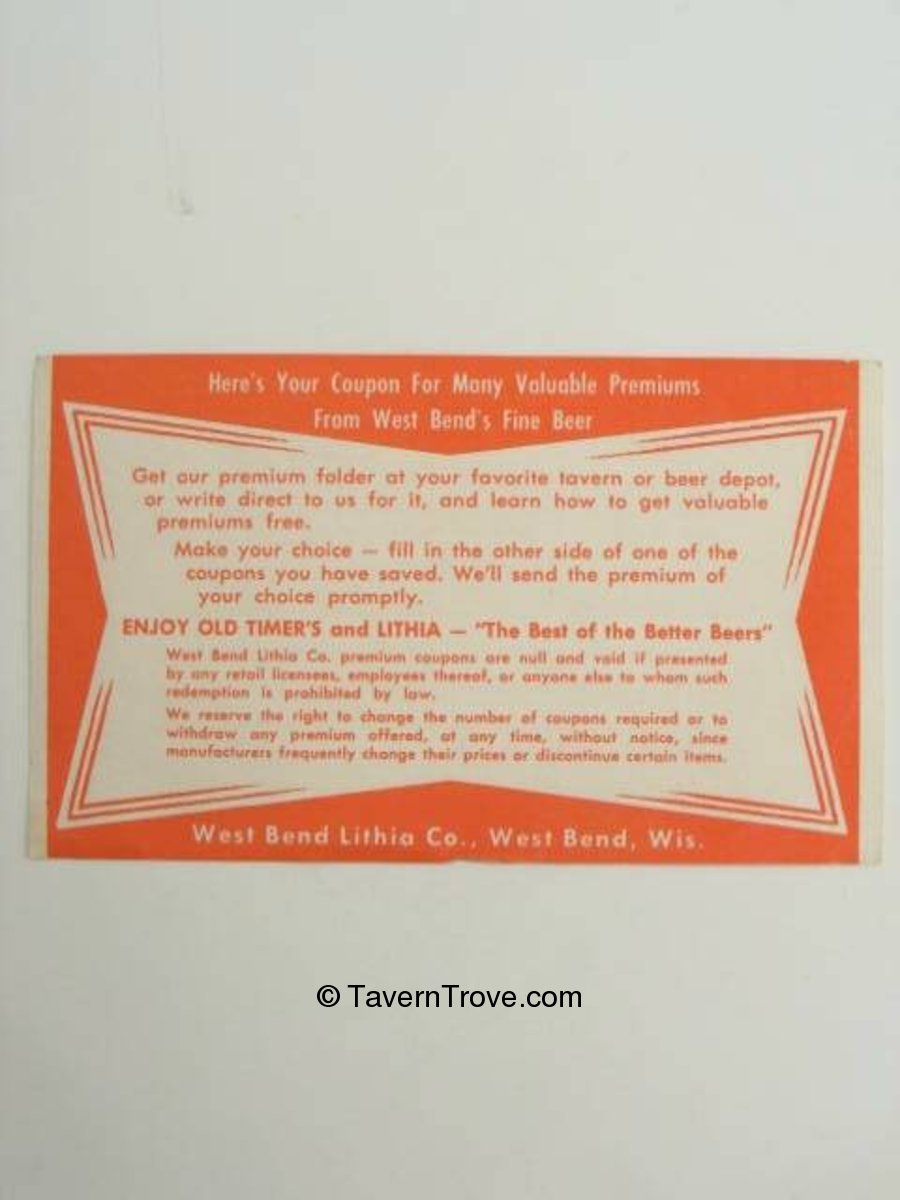 Here's Your Coupon For Many Valuable Premiums
From West Bend's Fine Beer
Get our premium folder at your favorite tavern or beer depot,
or write direct to us for it, and learn how to get valuable
premiums free.
Make your choice — fill in the other side of one of the
coupons you have saved. We'll send the premium of
your choice promptly.
ENJOY OLD TIMER'S and LITHIA — "The Best of the Better Beers"
West Bend Lithia Co. premium coupons are null and void if presented
by any retail licensees, employees thereof, or anyone else to whom such
redemption is prohibited by law.
We reserve the right to change the number of coupons required or to
withdraw any premium offered, at any time, without notice, since
manufacturers frequently change their prices or discontinue certain items.
West Bend Lithia Co., West Bend, Wis.
© TavernTrove.com